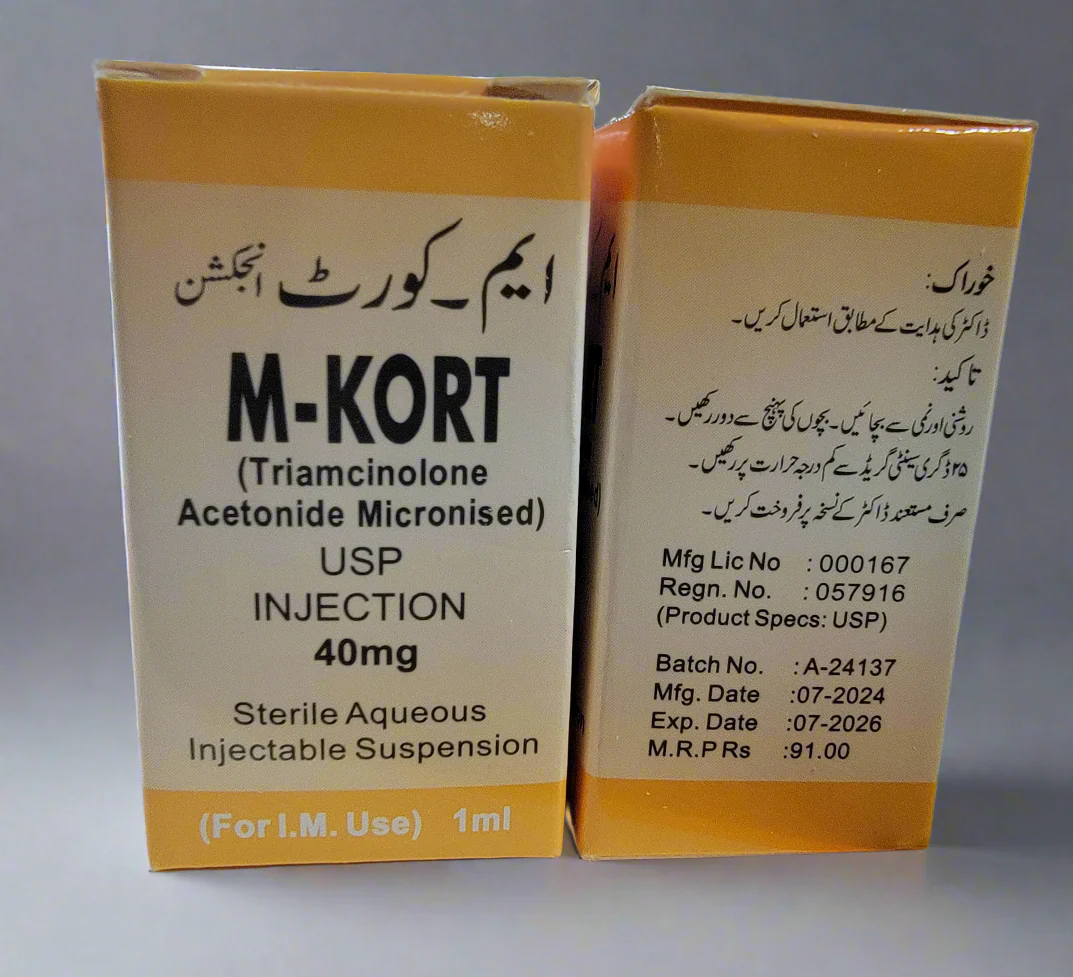 ایم ۔ کورٹ انجکشن
M-KORT
(Triamcinolone
Acetonide Micronised)
USP
INJECTION
40mg
Sterile Aqueous
Injectable Suspension
(For I.M. Use) 1ml
خوراک:
ڈاکٹر کی ہدایت کے مطابق استعمال کریں۔
تاکید:
روشنی اور نمی سے بچائیں۔ بچوں کی پہنچ سے دور رکھیں۔
۲۵ ڈگری سینٹی گریڈ سے کم درجہ حرارت پر رکھیں۔
صرف مستند ڈاکٹر کے نسخہ پر فروخت کریں۔
Mfg Lic No : 000167
Regn. No. : 057916
(Product Specs: USP)
Batch No. : A-24137
Mfg. Date :07-2024
Exp. Date :07-2026
M.R.P Rs :91.00